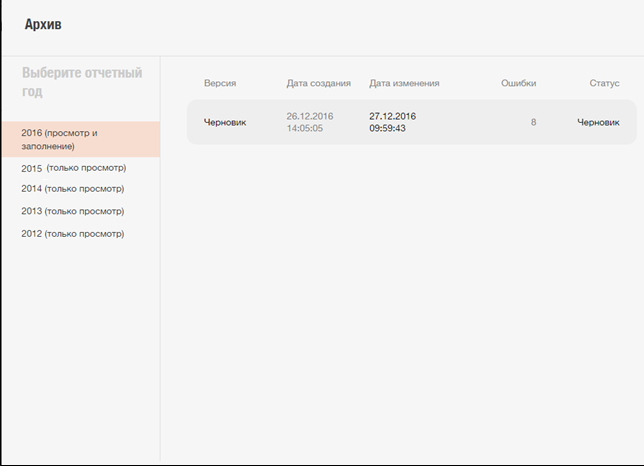 Архив
Выберите отчетный
год
2016 (просмотр и
заполнение)
2015 (только просмотр)
2014 (только просмотр)
2013 (только просмотр)
2012 (только просмотр)
Версия Дата создания Дата изменения Ошибки Статус
Черновик 26.12.2016 27.12.2016 8 Черновик
14:05:05 09:59:43